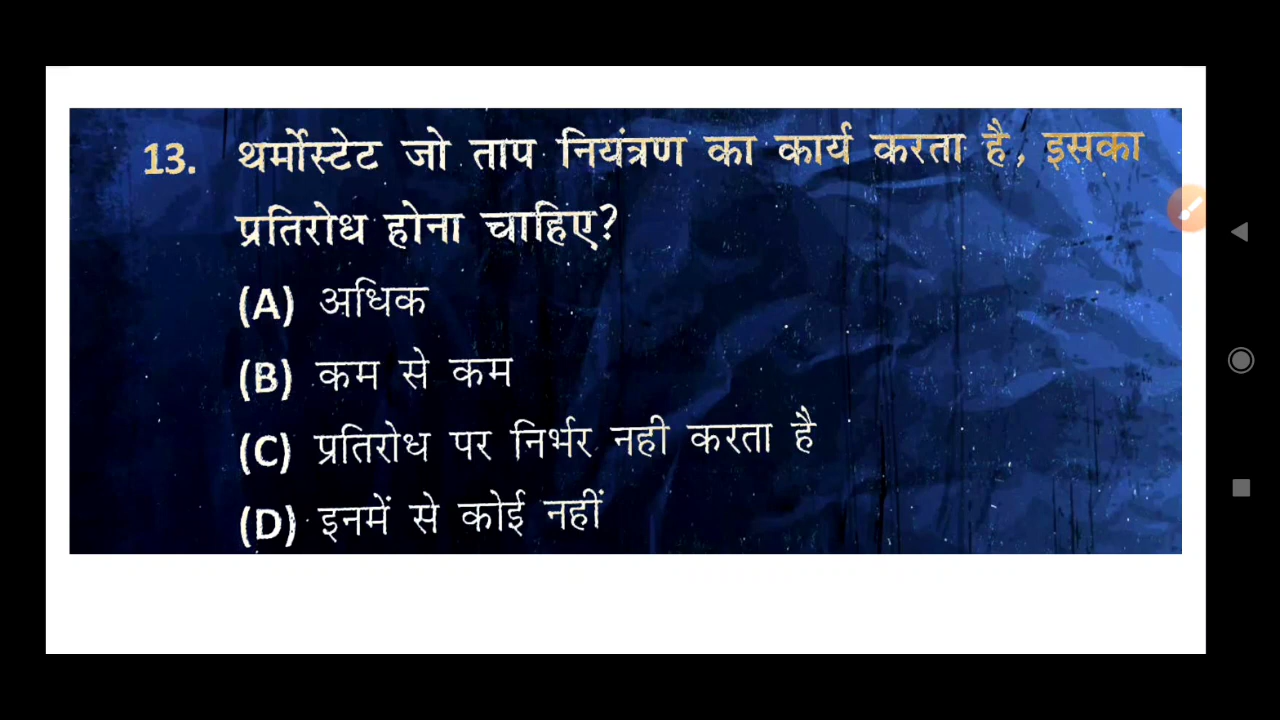 13. थर्मोस्टेट जो ताप नियंत्रण का कार्य करता है, इसका
प्रतिरोध होना चाहिए?
(A) अधिक
(B) कम से कम
(C) प्रतिरोध पर निर्भर नही करता है
(D) इनमें से कोई नहीं